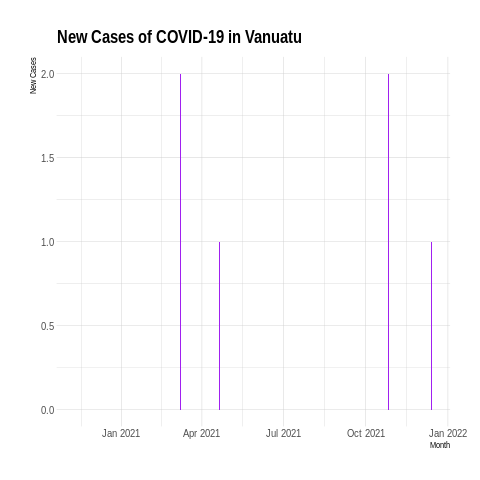 New Cases of COVID-19 in Vanuatu
New Cases
2.0
1.5
1.0
0.5
0.0
Jan 2021 Apr 2021 Jul 2021 Oct 2021 Jan 2022
Month